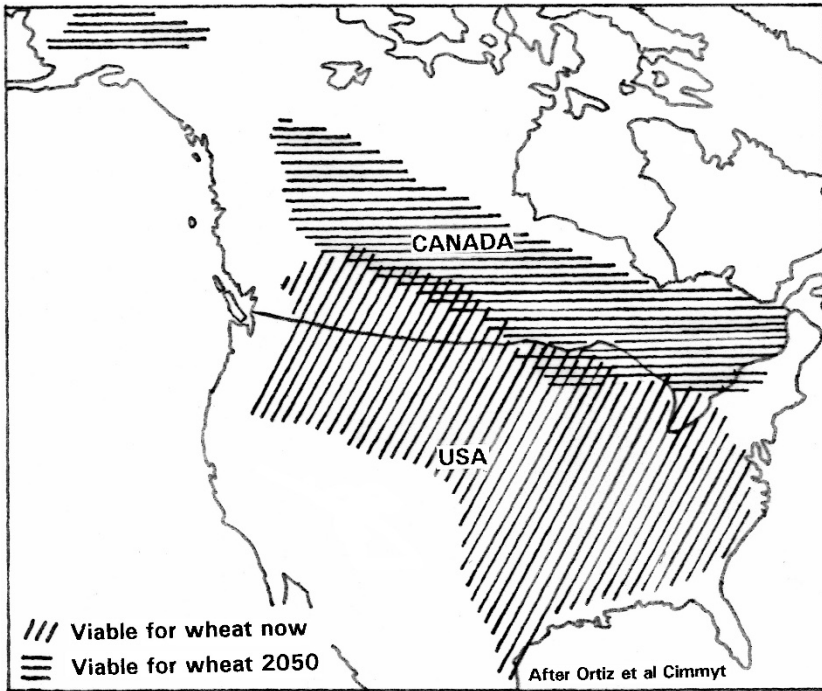 CANADA
USA
Viable for wheat now
Viable for wheat 2050
After Ortiz et al Cimmyt